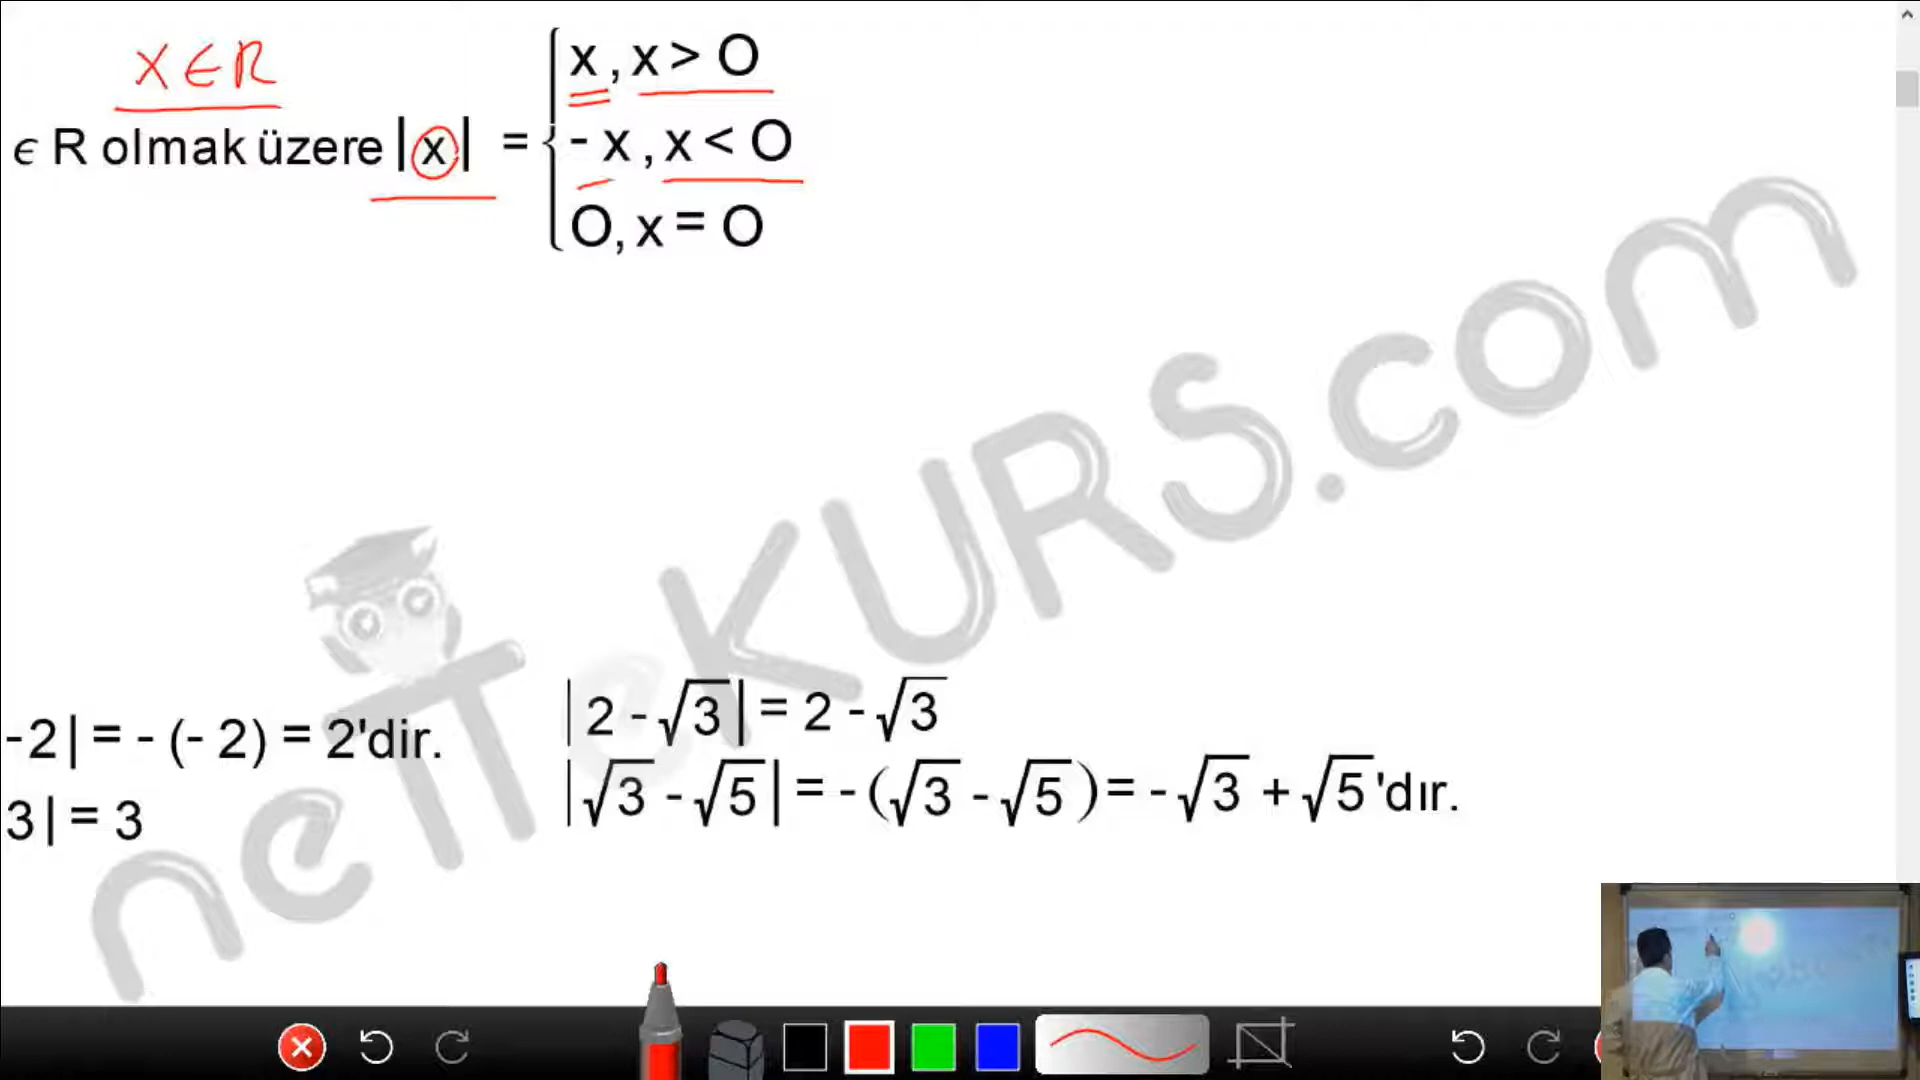 x ∈ R
∈ R olmak üzere |x| =
x, x > 0
- x, x < 0
0, x = 0
netteKURS.com
-2| = - (- 2) = 2'dir.
3| = 3
|2 - √3| = 2 - √3
|√3 - √5| = - (√3 - √5) = - √3 + √5'dır.